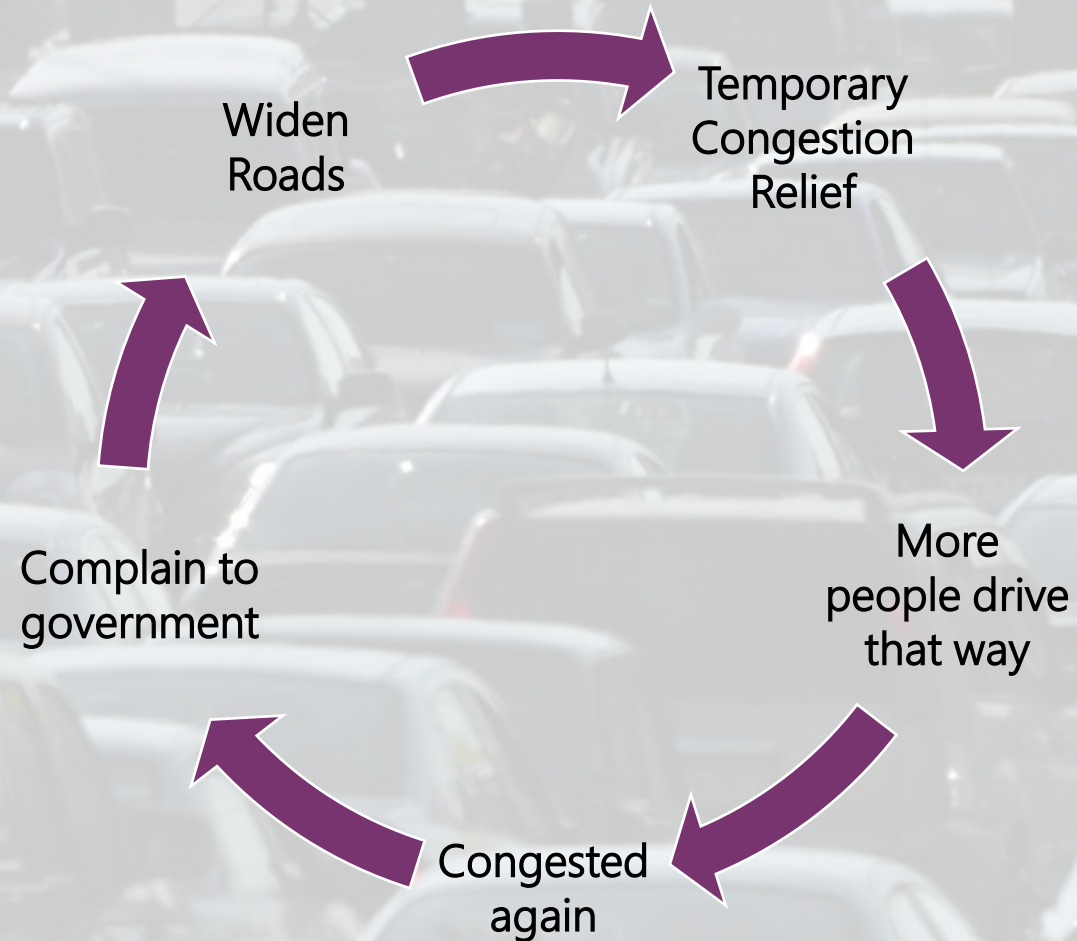 Widen
Roads
Temporary
Congestion
Relief
More
people drive
that way
Congested
again
Complain to
government